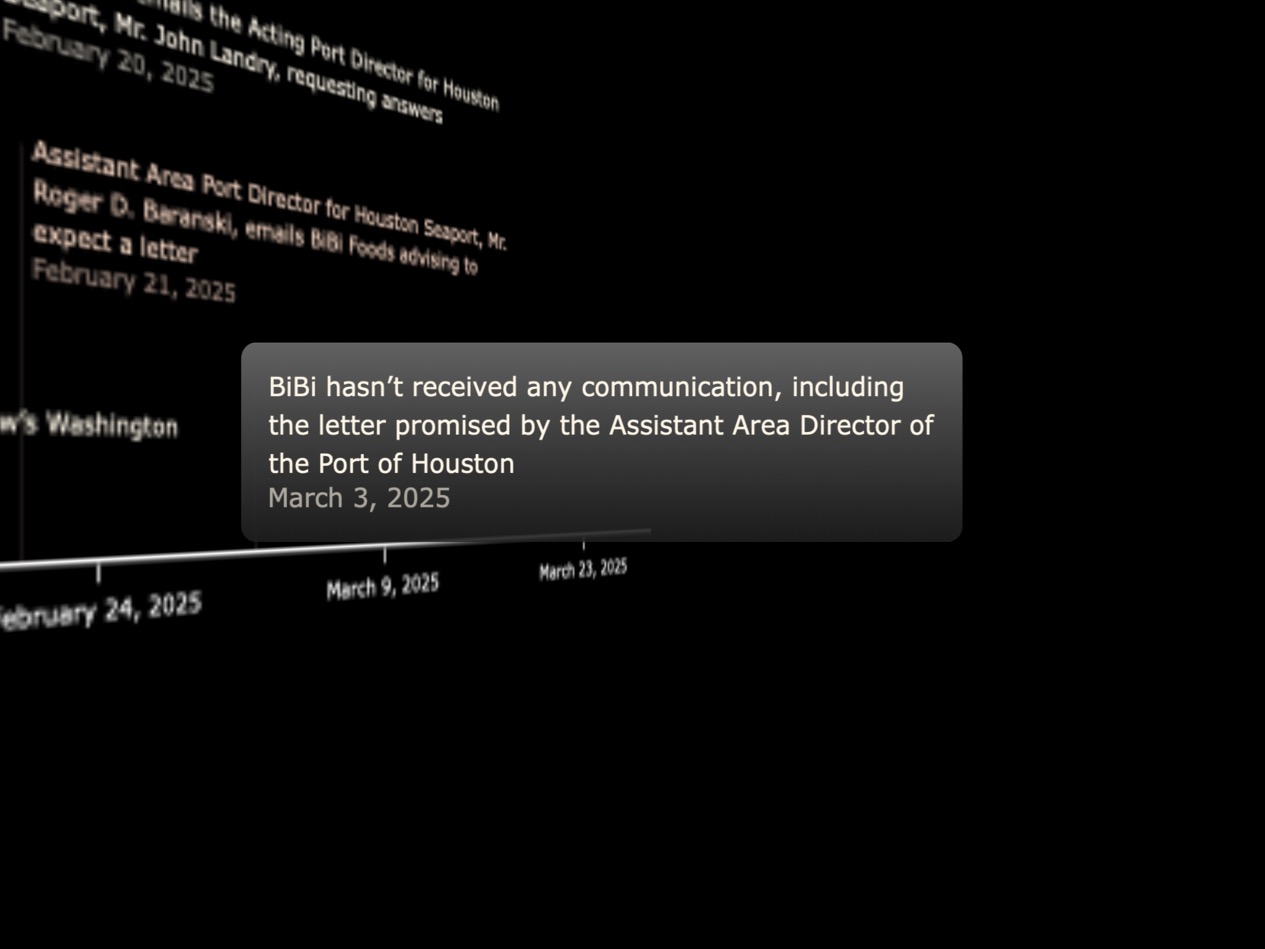 emails the Acting Port Director for Houston
Seaport, Mr. John Landry, requesting answers
February 20, 2025
Assistant Area Port Director for Houston Seaport, Mr.
Roger D. Baranski, emails BiBi Foods advising to
expect a letter
February 21, 2025
w's Washington
BiBi hasn’t received any communication, including
the letter promised by the Assistant Area Director of
the Port of Houston
March 3, 2025
February 24, 2025
March 9, 2025
March 23, 2025